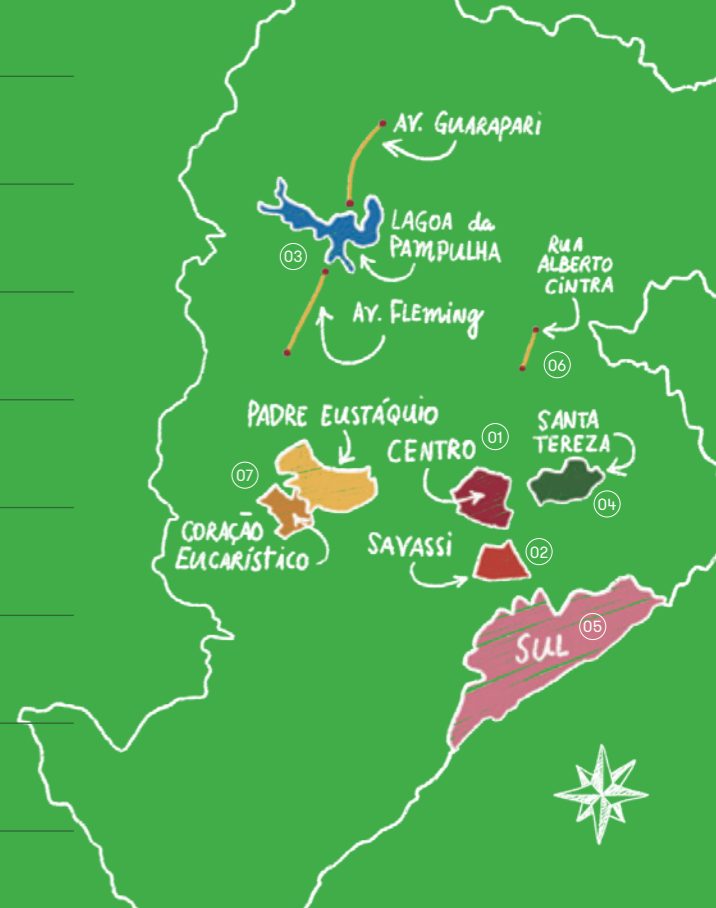 AV. GUARAPARI
LAGOA da
PAMPULHA
03
RUA
ALBERTO
CINTRA
AV. FLEMING
06
PADRE EUSTÁQUIO
CENTRO
01
SANTA
TEREZA
07
04
CORAÇÃO
EUCARÍSTICO
SAVASSI
02
05
SUL